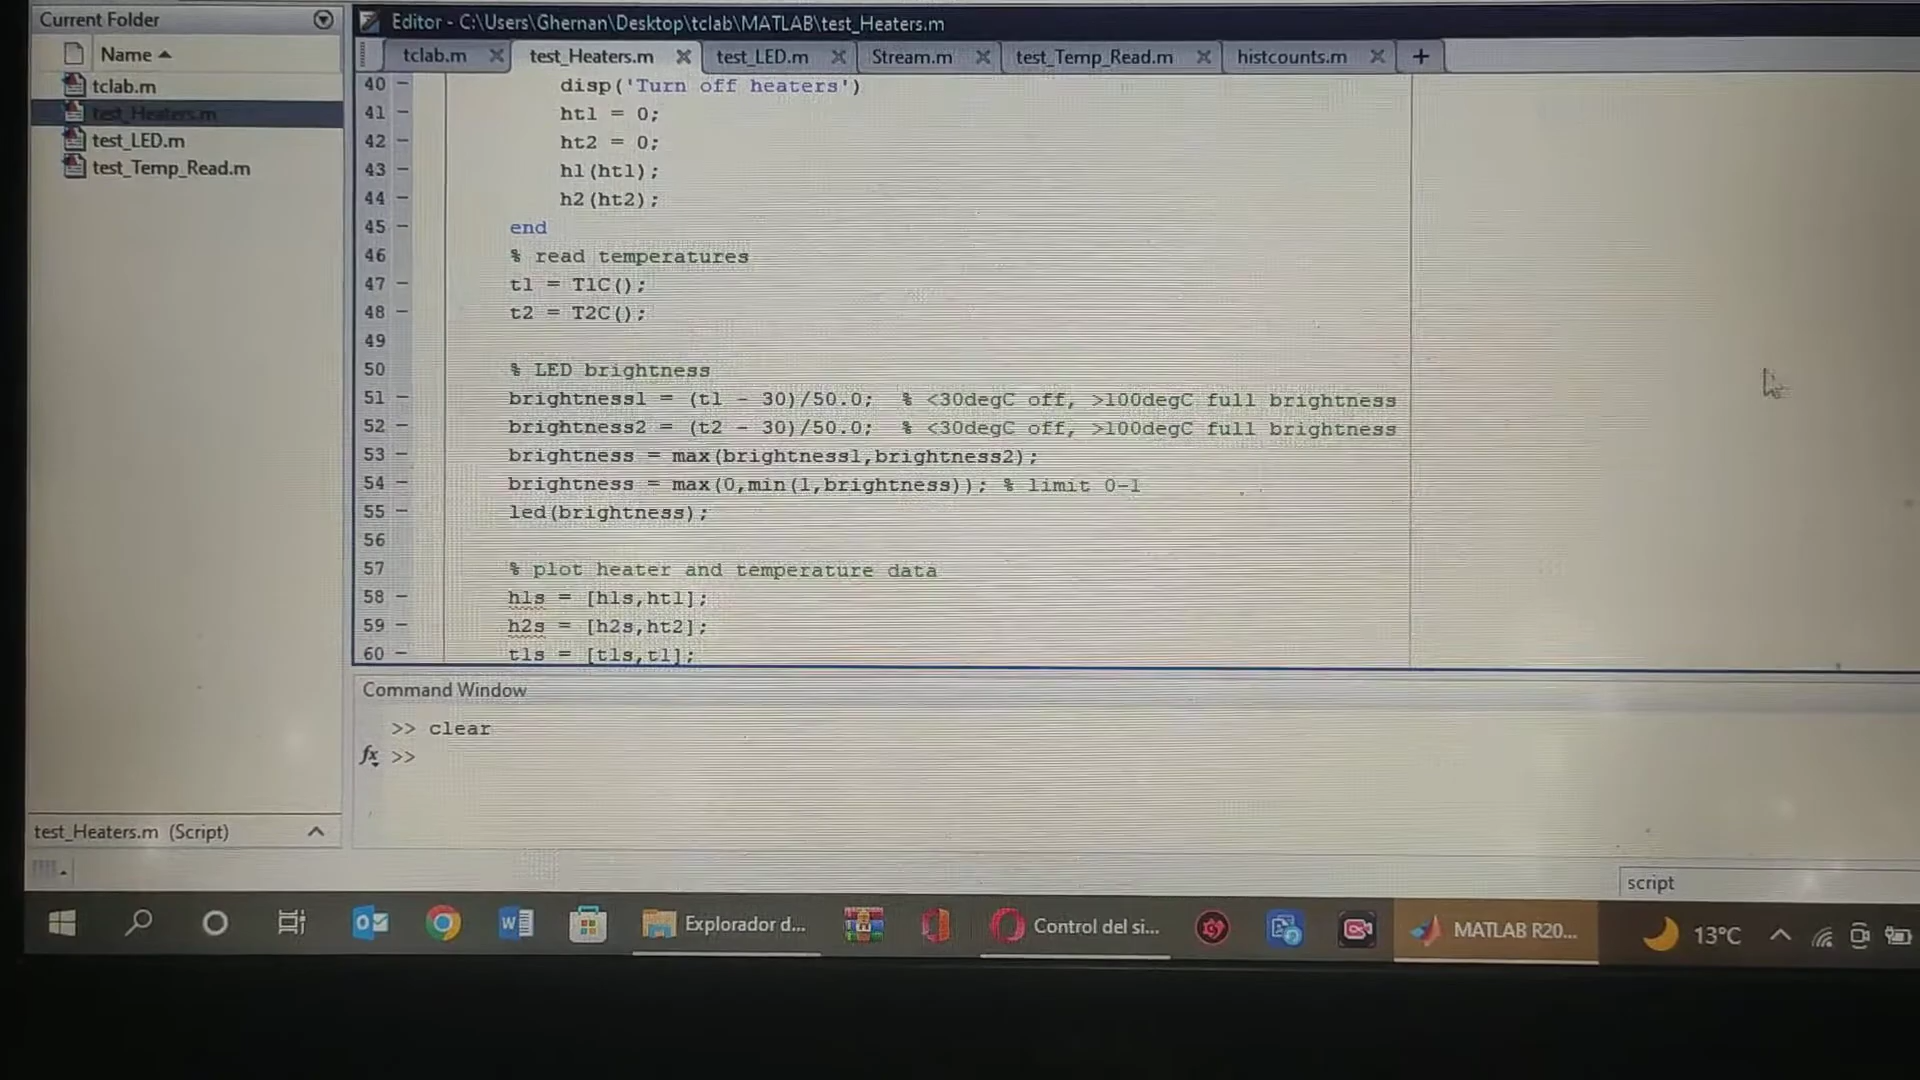 Current Folder
Name
tclab.m
test_Heaters.m
test_LED.m
test_Temp_Read.m
test_Heaters.m (Script)
Editor - C:\Users\Ghernan\Desktop\tclab\MATLAB\test_Heaters.m
tclab.m test_Heaters.m test_LED.m Stream.m test_Temp_Read.m histcounts.m +
40 - disp('Turn off heaters')
41 - ht1 = 0;
42 - ht2 = 0;
43 - h1(ht1);
44 - h2(ht2);
45 - end
46 % read temperatures
47 - t1 = T1C();
48 - t2 = T2C();
49
50 % LED brightness
51 - brightness1 = (t1 - 30)/50.0; % <30degC off, >100degC full brightness
52 - brightness2 = (t2 - 30)/50.0; % <30degC off, >100degC full brightness
53 - brightness = max(brightness1,brightness2);
54 - brightness = max(0,min(1,brightness)); % limit 0-1
55 - led(brightness);
56
57 % plot heater and temperature data
58 - h1s = [h1s,ht1];
59 - h2s = [h2s,ht2];
60 - t1s = [t1s,t1];
Command Window
>> clear
fx >>
script
Explorador d... Control del si... MATLAB R20... 13°C